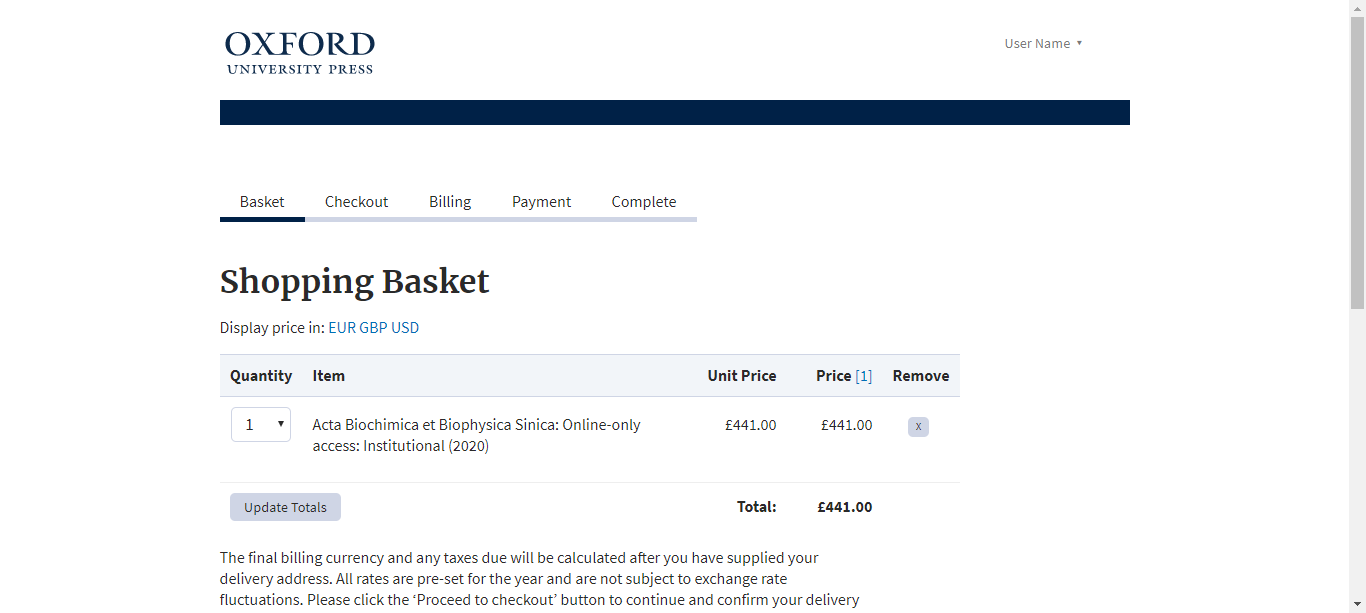 OXFORD
UNIVERSITY PRESS
User Name
Basket Checkout Billing Payment Complete
Shopping Basket
Display price in: EUR GBP USD
Quantity Item Unit Price Price [1] Remove
1 Acta Biochimica et Biophysica Sinica: Online-only £441.00 £441.00 x
access: Institutional (2020)
Update Totals Total: £441.00
The final billing currency and any taxes due will be calculated after you have supplied your
delivery address. All rates are pre-set for the year and are not subject to exchange rate
fluctuations. Please click the ‘Proceed to checkout’ button to continue and confirm your delivery